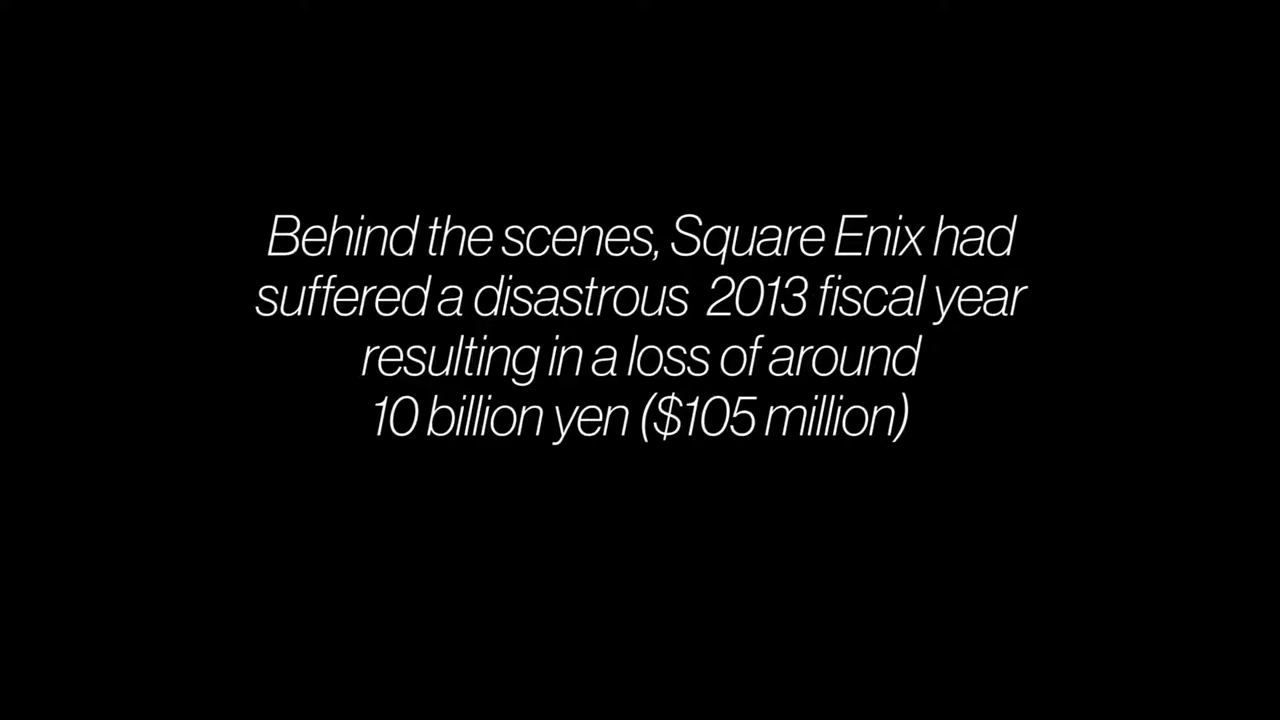 Behind the scenes, Square Enix had
suffered a disastrous  2013 fiscal year
resulting in a loss of around
10 billion yen ($105 million)